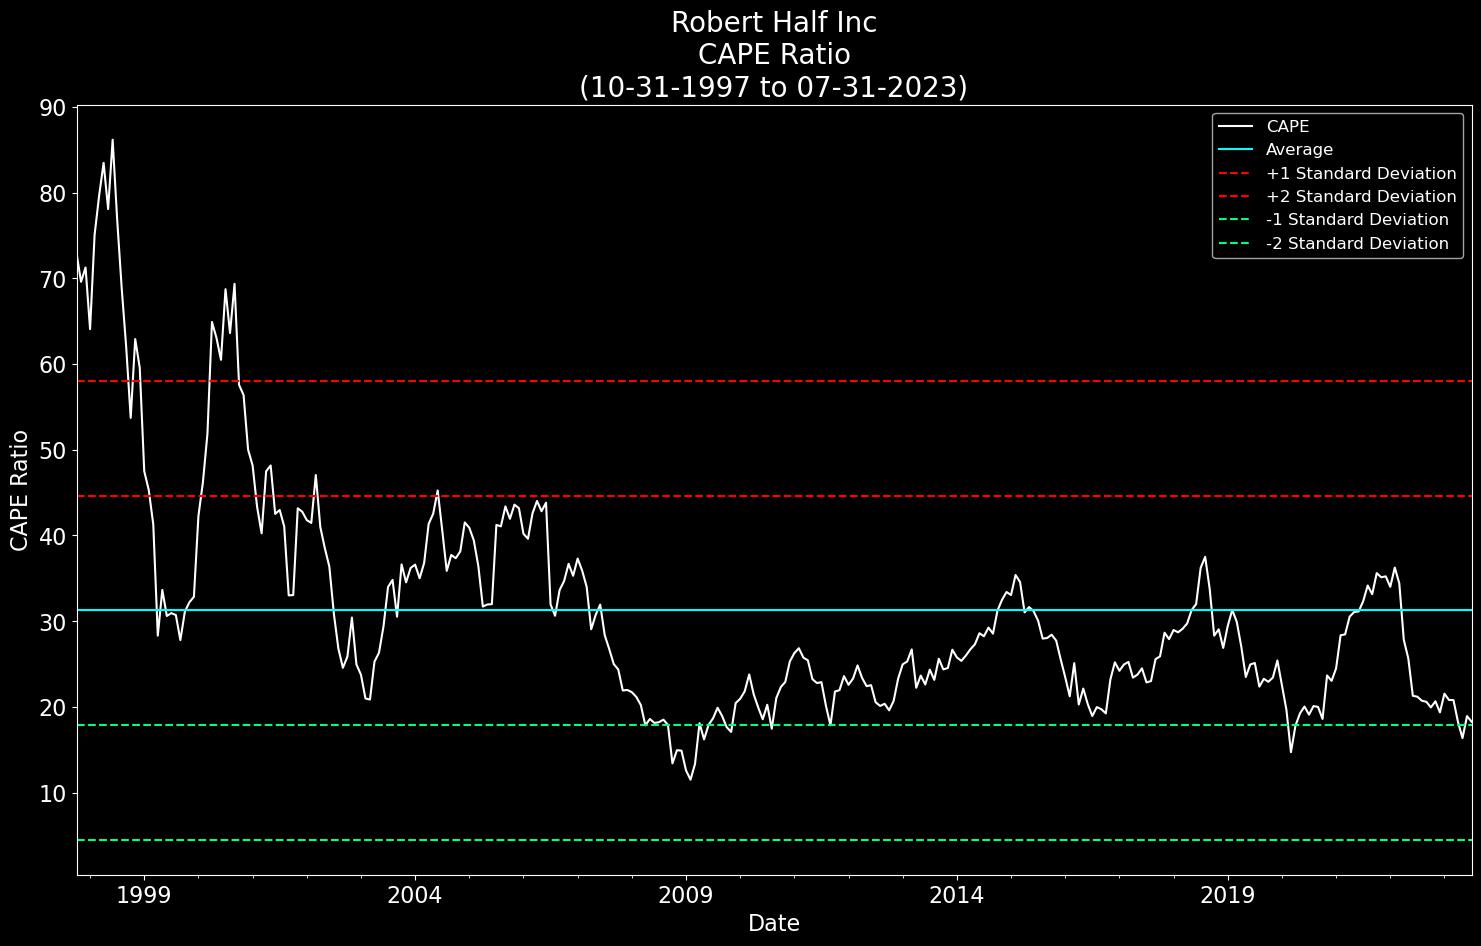 Robert Half Inc
CAPE Ratio
(10-31-1997 to 07-31-2023)
CAPE
Average
+1 Standard Deviation
+2 Standard Deviation
-1 Standard Deviation
-2 Standard Deviation
CAPE Ratio
90
80
70
60
50
40
30
20
10
1999 2004 2009 2014 2019
Date